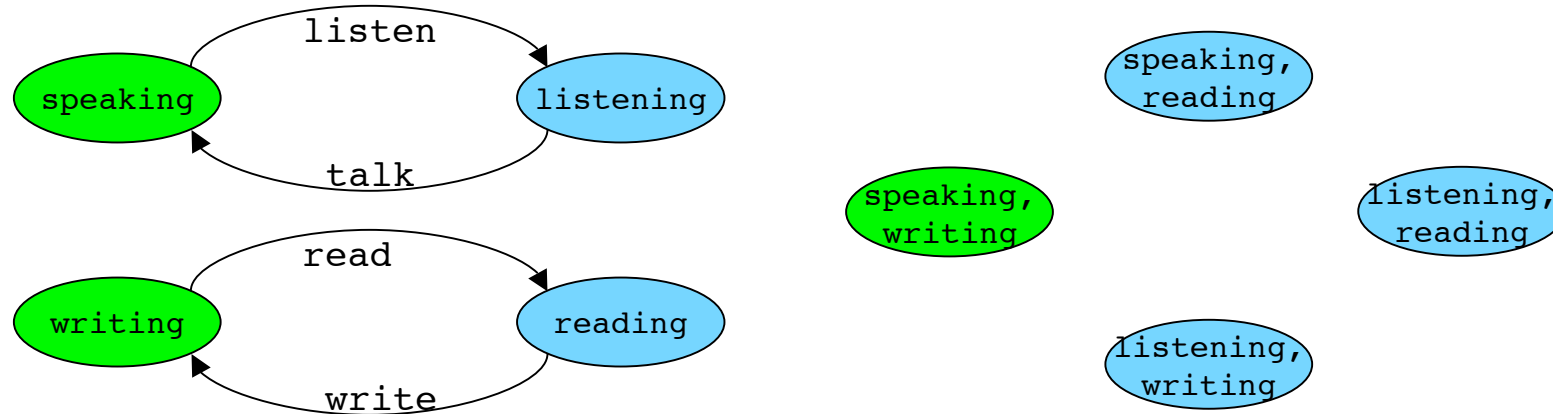 listen
speaking
listening
talk
read
writing
reading
write
speaking,
reading
speaking,
writing
listening,
reading
listening,
writing